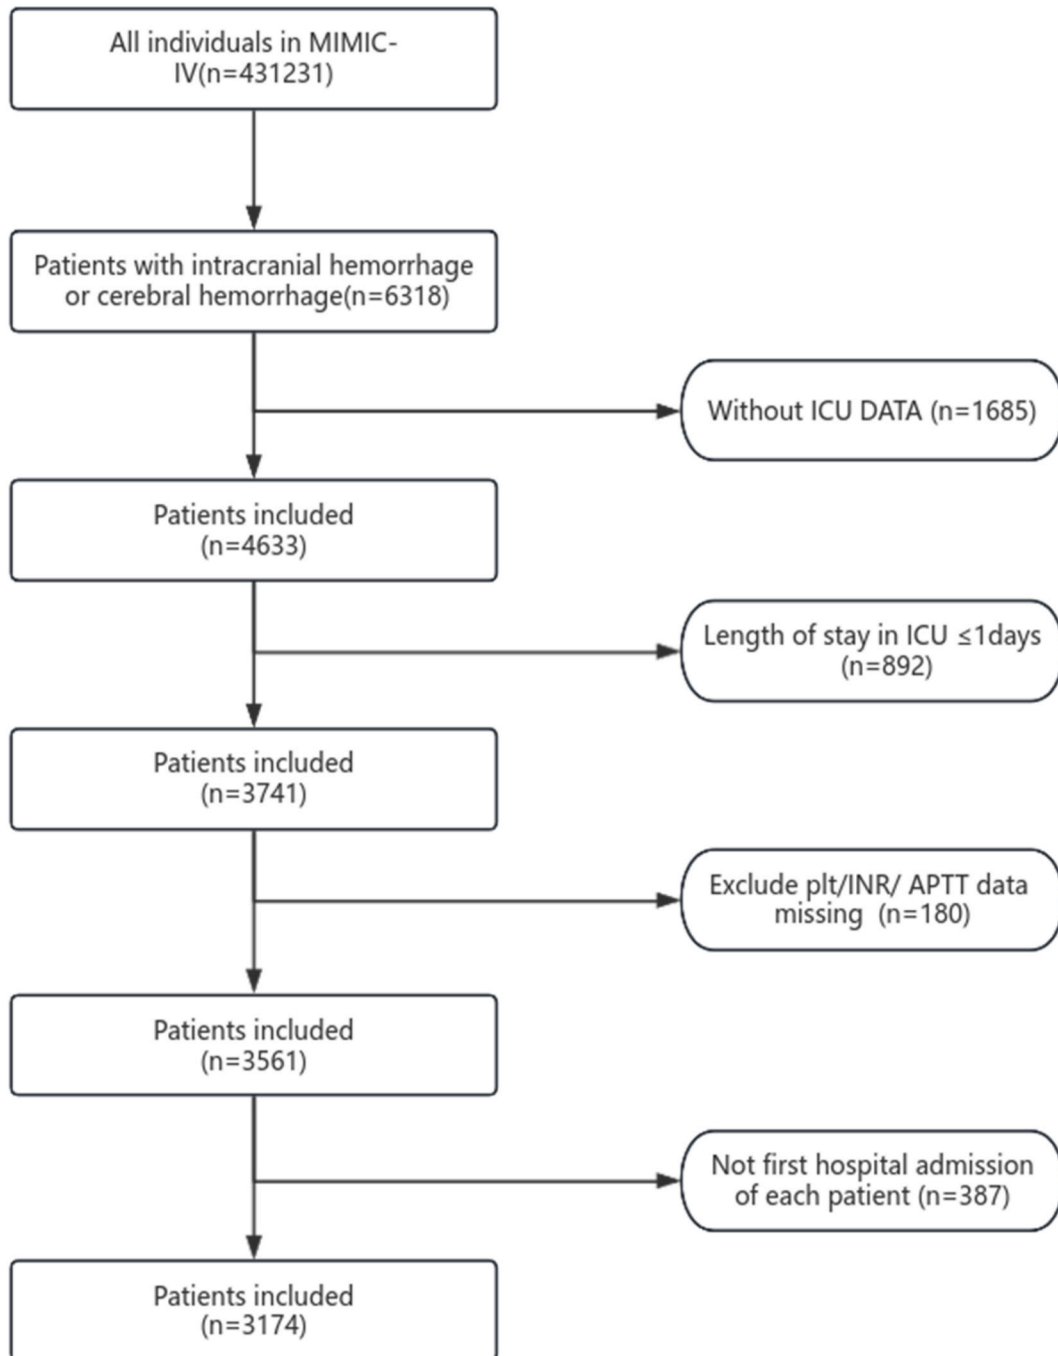 All individuals in MIMIC-
IV(n=431231)
Patients with intracranial hemorrhage
or cerebral hemorrhage(n=6318)
Without ICU DATA (n=1685)
Patients included
(n=4633)
Length of stay in ICU ≤1days
(n=892)
Patients included
(n=3741)
Exclude plt/INR/ APTT data
missing (n=180)
Patients included
(n=3561)
Not first hospital admission
of each patient (n=387)
Patients included
(n=3174)